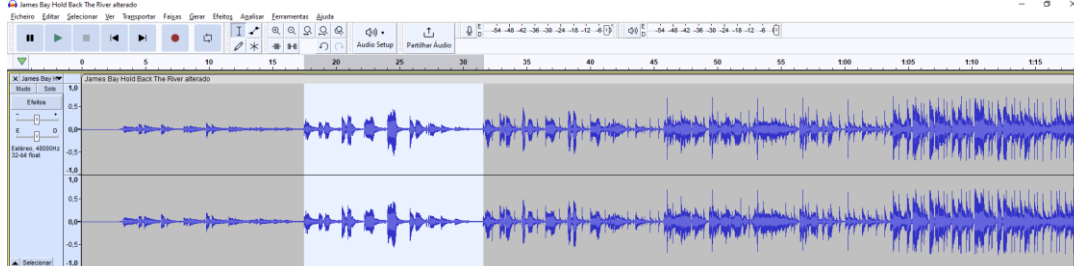 James Bay Hold Back The River alterado
Ficheiro Editar Selecionar Ver Transportar Faixas Gerar Efeitos Analisar Ferramentas Ajuda
Audio Setup Partilhar Áudio
E D -54 -48 -42 -36 -30 -24 -18 -12 -6 0
E D -54 -48 -42 -36 -30 -24 -18 -12 -6 0
0 5 10 15 20 25 30 35 40 45 50 55 1:00 1:05 1:10 1:15
X James Bay H James Bay Hold Back The River alterado
Mudo Solo
Efeitos
- +
E D
Estéreo, 48000Hz
32-bit float
Selecionar
1,0
0,5
0,0
-0,5
-1,0
1,0
0,5
0,0
-0,5
-1,0